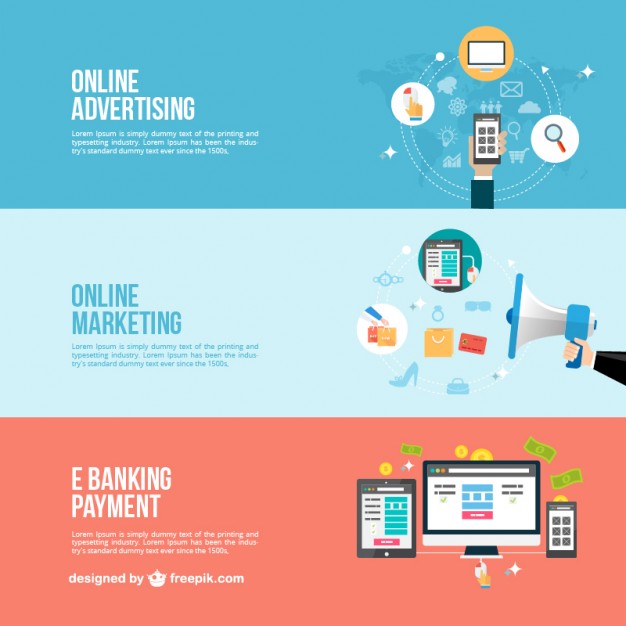 ONLINE
ADVERTISING
Lorem Ipsum is simply dummy text of the printing and
typesetting industry. Lorem Ipsum has been the industry's
standard dummy text ever since the 1500s,
ONLINE
MARKETING
Lorem Ipsum is simply dummy text of the printing and
typesetting industry. Lorem Ipsum has been the industry's
standard dummy text ever since the 1500s,
E BANKING
PAYMENT
Lorem Ipsum is simply dummy text of the printing and
typesetting industry. Lorem Ipsum has been the industry's
standard dummy text ever since the 1500s,
designed by freepik.com